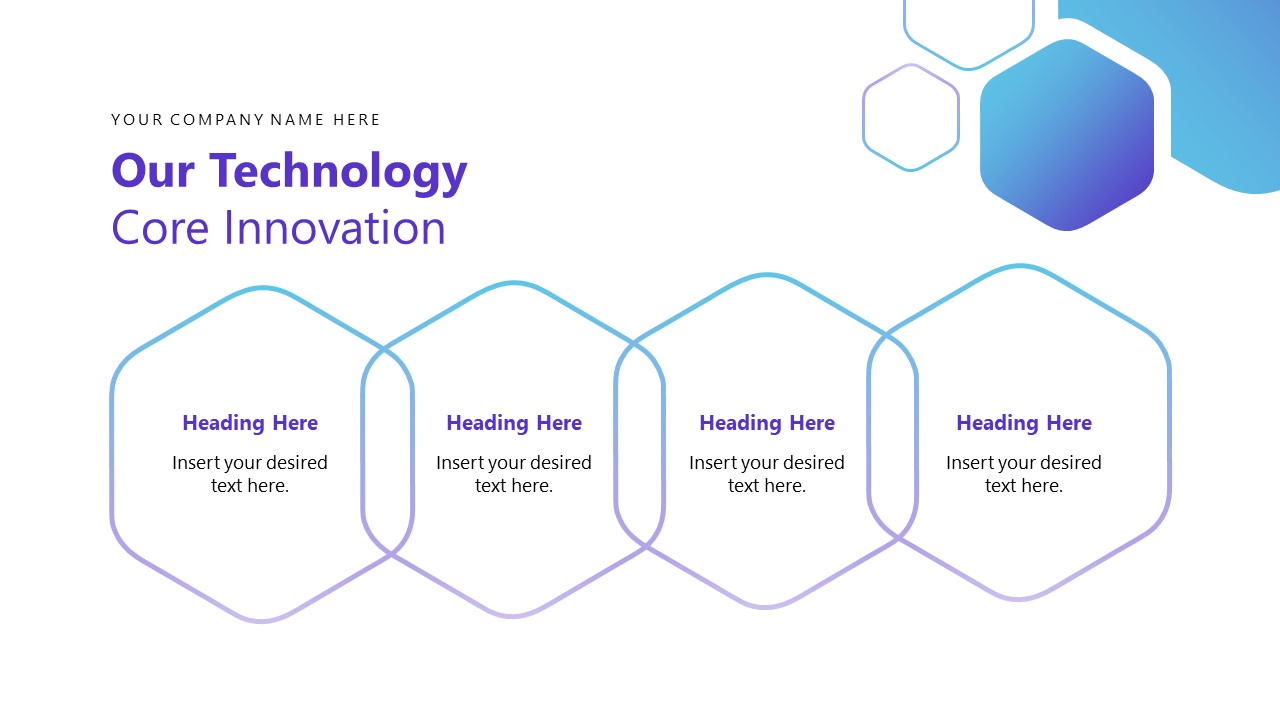 YOUR COMPANY NAME HERE
Our Technology
Core Innovation
Heading Here
Insert your desired
text here.
Heading Here
Insert your desired
text here.
Heading Here
Insert your desired
text here.
Heading Here
Insert your desired
text here.